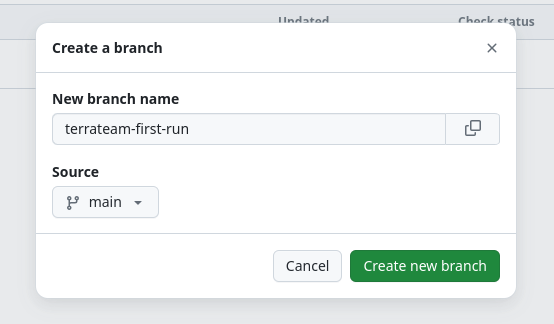 Updated Check status
Create a branch
New branch name
terrateam-first-run
Source
main
Cancel Create new branch